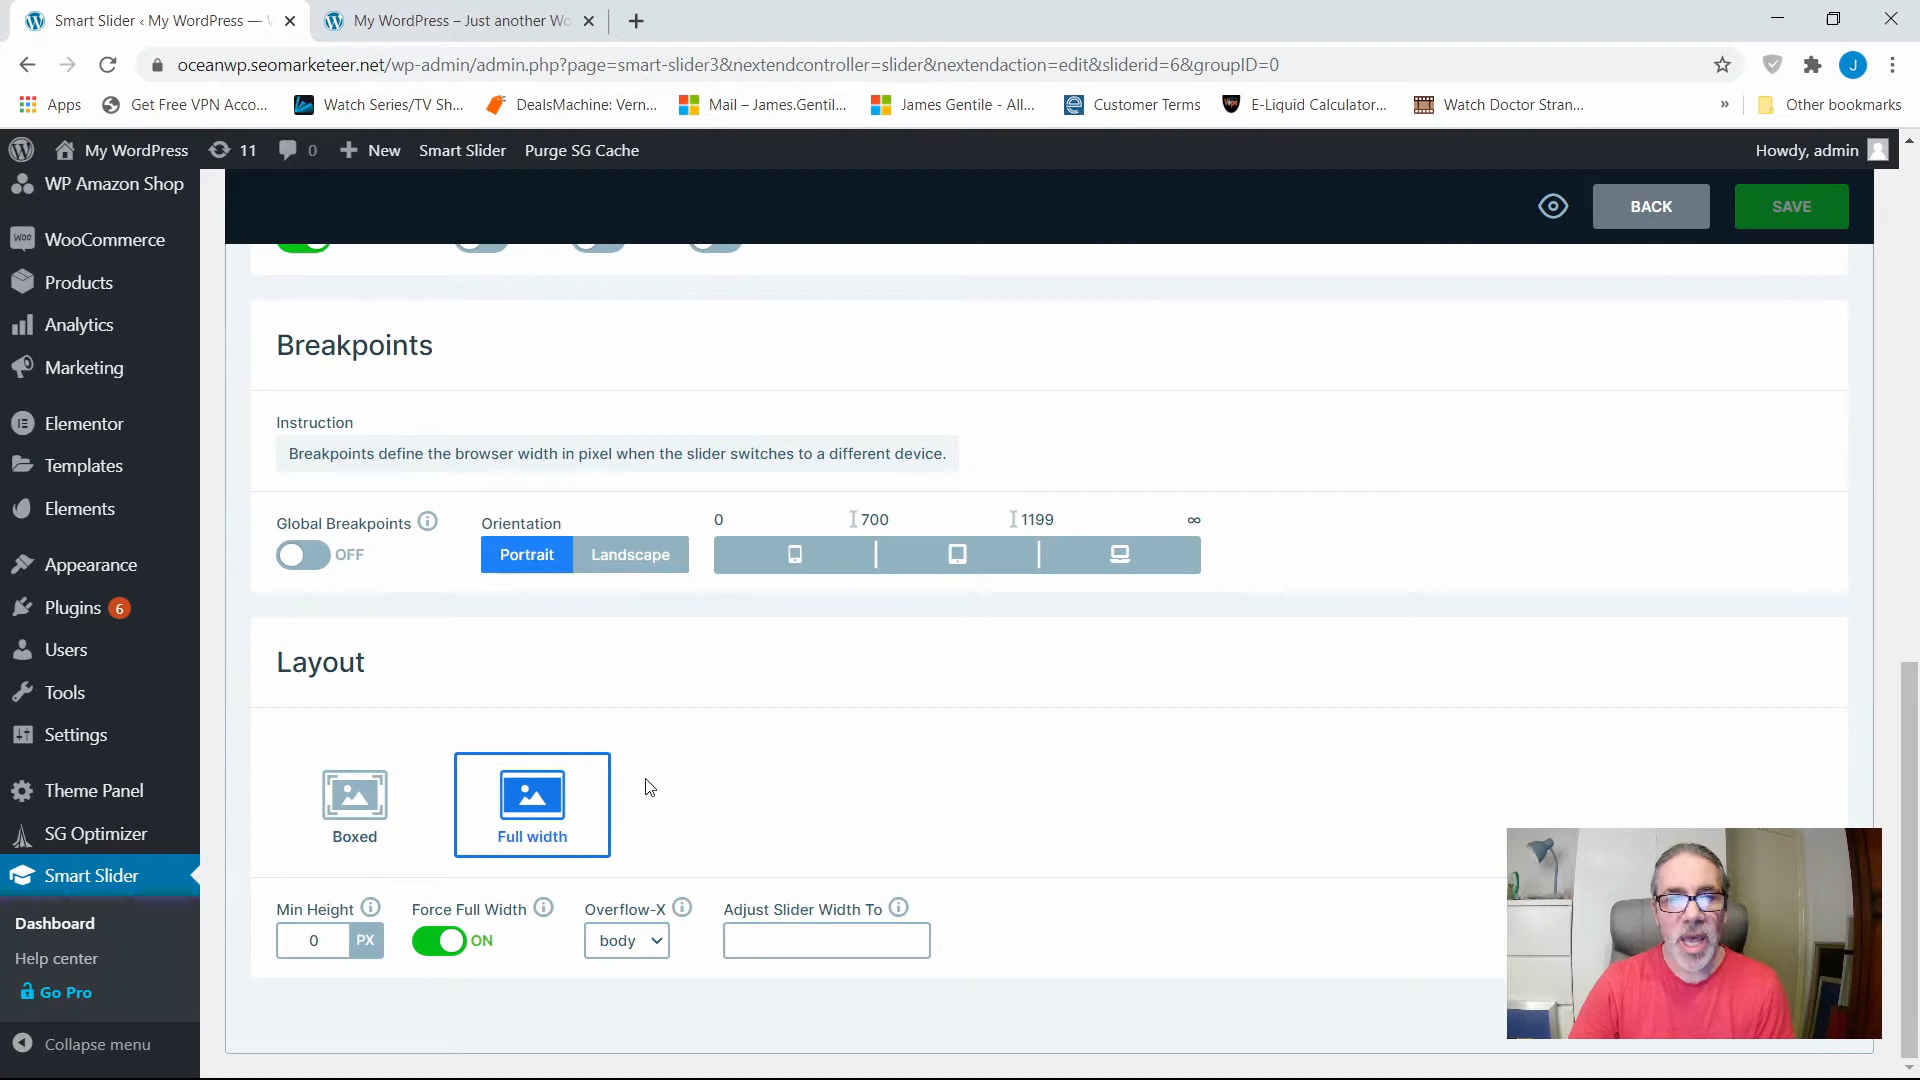 Smart Slider ‹ My WordPress —
My WordPress – Just another Wo
oceanwp.seomarketeer.net/wp-admin/admin.php?page=smart-slider3&nextendcontroller=slider&nextendaction=edit&sliderid=6&groupID=0
J
Apps
Get Free VPN Acco...
Watch Series/TV Sh...
DealsMachine: Vern...
Mail – James.Gentil...
James Gentile - All...
Customer Terms
E-Liquid Calculator...
Watch Doctor Stran...
»
Other bookmarks
My WordPress
11
0
New
Smart Slider
Purge SG Cache
Howdy, admin
WP Amazon Shop
WooCommerce
Products
Analytics
Marketing
Elementor
Templates
Elements
Appearance
Plugins 6
Users
Tools
Settings
Theme Panel
SG Optimizer
Smart Slider
Dashboard
Help center
Go Pro
Collapse menu
BACK
SAVE
Breakpoints
Instruction
Breakpoints define the browser width in pixel when the slider switches to a different device.
Global Breakpoints
OFF
Orientation
Portrait
Landscape
0
700
1199
∞
Layout
Boxed
Full width
Min Height
0
PX
Force Full Width
ON
Overflow-X
body
Adjust Slider Width To